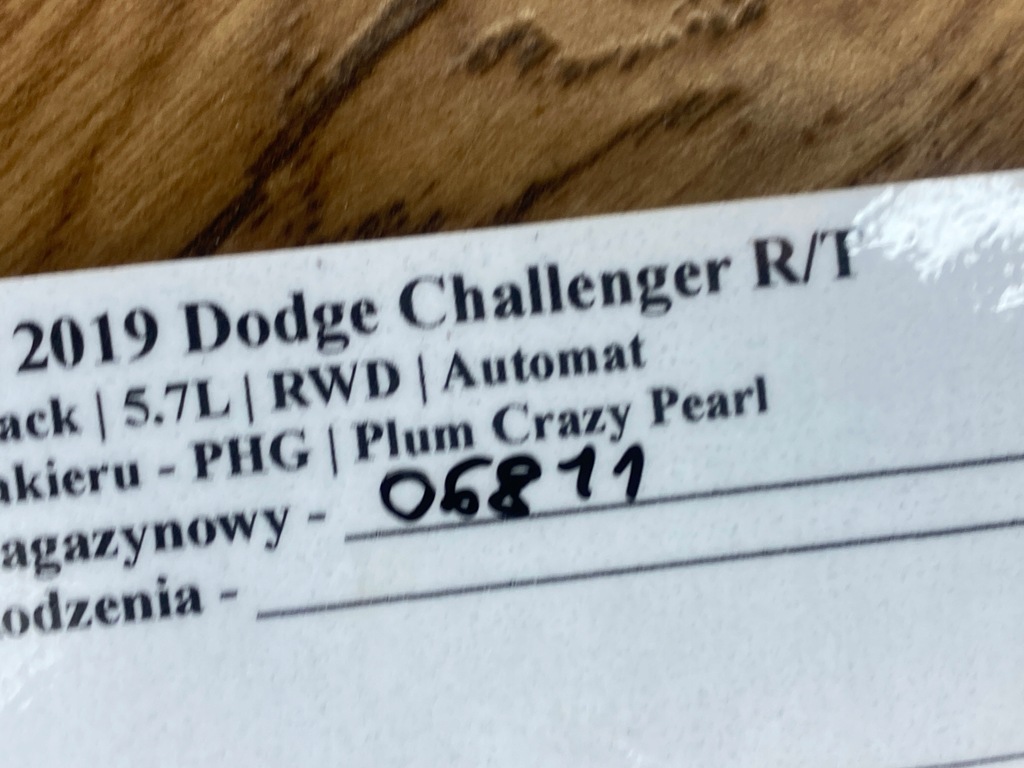 2019 Dodge Challenger R/T
ack | 5.7L | RWD | Automat
akieru - PHG | Plum Crazy Pearl
agazynowy - 06811
odzenia -